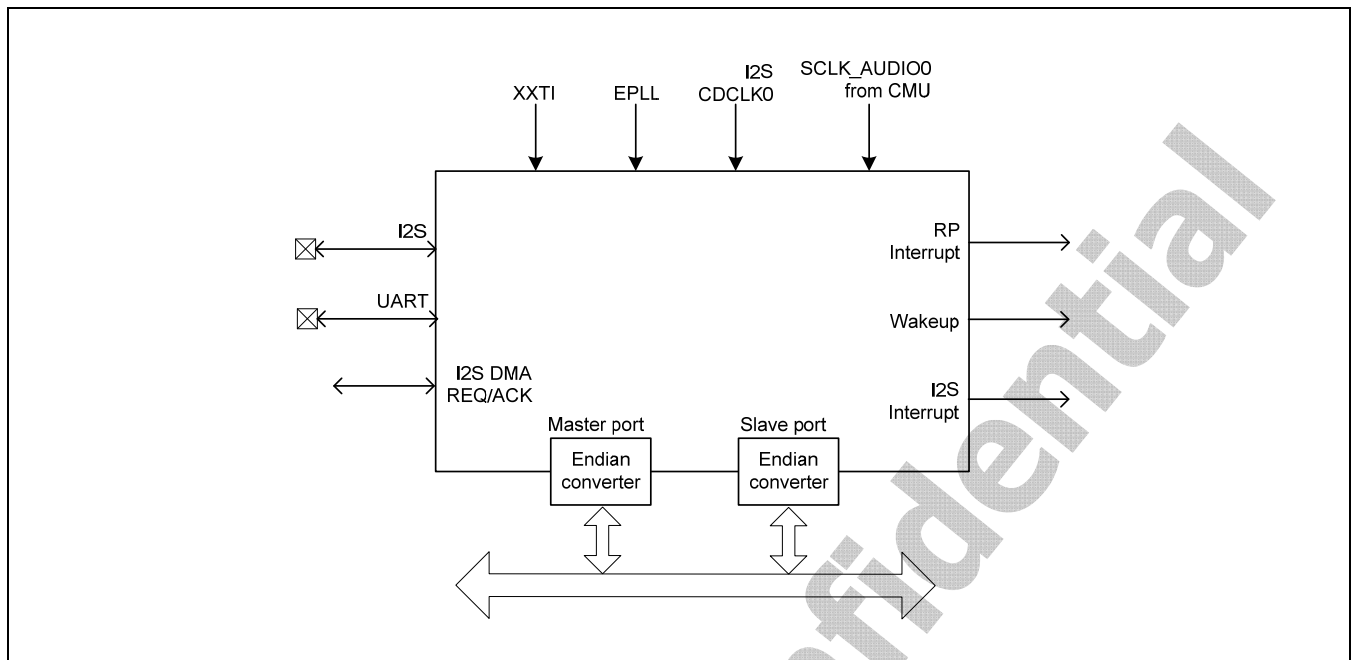 XXTI
EPLL
I2S
CDCLK0
SCLK_AUDIO0
from CMU
I2S
UART
I2S DMA
REQ/ACK
RP
Interrupt
Wakeup
I2S
Interrupt
Master port
Endian
converter
Slave port
Endian
converter
fidential